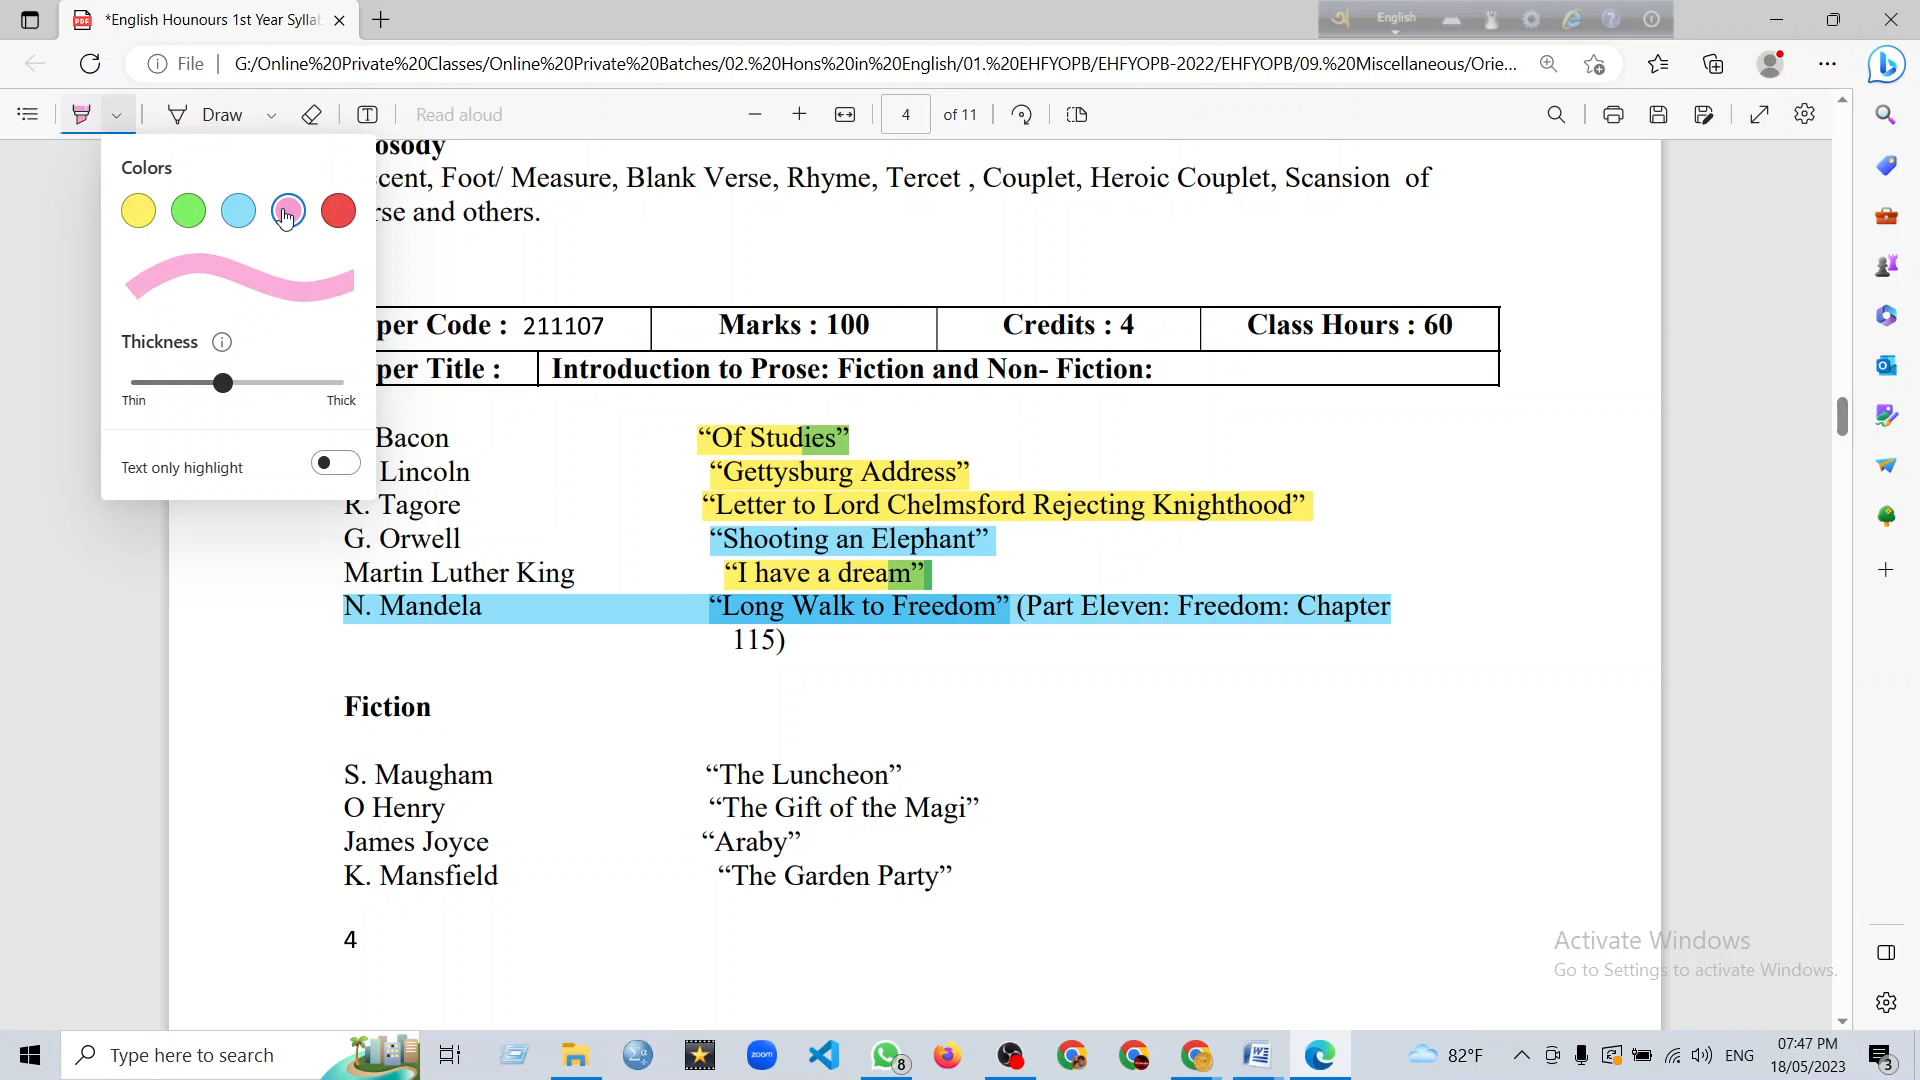 *English Hounours 1st Year Sylla
English
File
G:/Online%20Private%20Classes/Online%20Private%20Batches/02.%20Hons%20in%20English/01.%20EHFYOPB/EHFYOPB-2022/EHFYOPB/09.%20Miscellaneous/Orie...
Draw
Read aloud
4
of 11
osody
cent, Foot/ Measure, Blank Verse, Rhyme, Tercet , Couplet, Heroic Couplet, Scansion of
rse and others.
Colors
Thickness
Thin
Thick
Text only highlight
per Code : 211107
Marks : 100
Credits : 4
Class Hours : 60
per Title :
Introduction to Prose: Fiction and Non- Fiction:
Bacon “Of Studies”
Lincoln “Gettysburg Address”
R. Tagore “Letter to Lord Chelmsford Rejecting Knighthood”
G. Orwell “Shooting an Elephant”
Martin Luther King “I have a dream”
N. Mandela “Long Walk to Freedom” (Part Eleven: Freedom: Chapter
115)
Fiction
S. Maugham “The Luncheon”
O Henry “The Gift of the Magi”
James Joyce “Araby”
K. Mansfield “The Garden Party”
4
Activate Windows
Go to Settings to activate Windows.
Type here to search
zoom
8
82°F
ENG
07:47 PM
18/05/2023
3